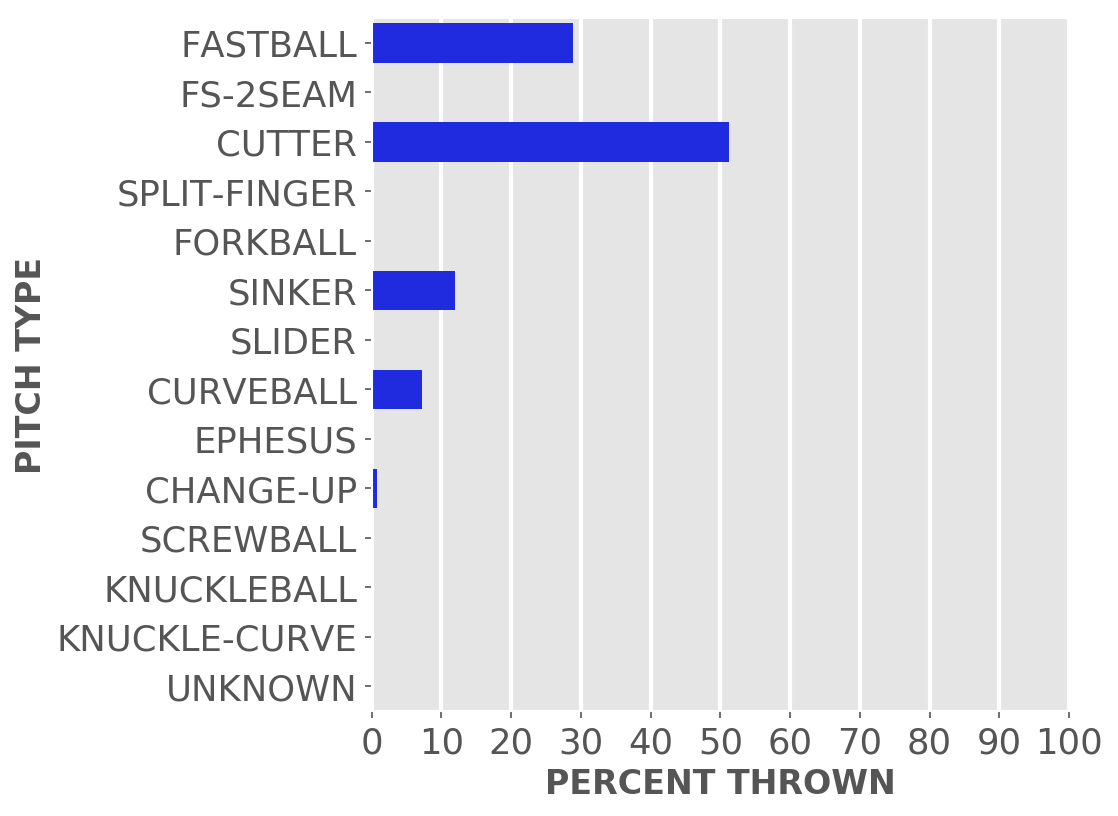 FASTBALL
FS-2SEAM
CUTTER
SPLIT-FINGER
FORKBALL
SINKER
SLIDER
CURVEBALL
EPHESUS
CHANGE-UP
SCREWBALL
KNUCKLEBALL
KNUCKLE-CURVE
UNKNOWN
PITCH TYPE
0 10 20 30 40 50 60 70 80 90 100
PERCENT THROWN